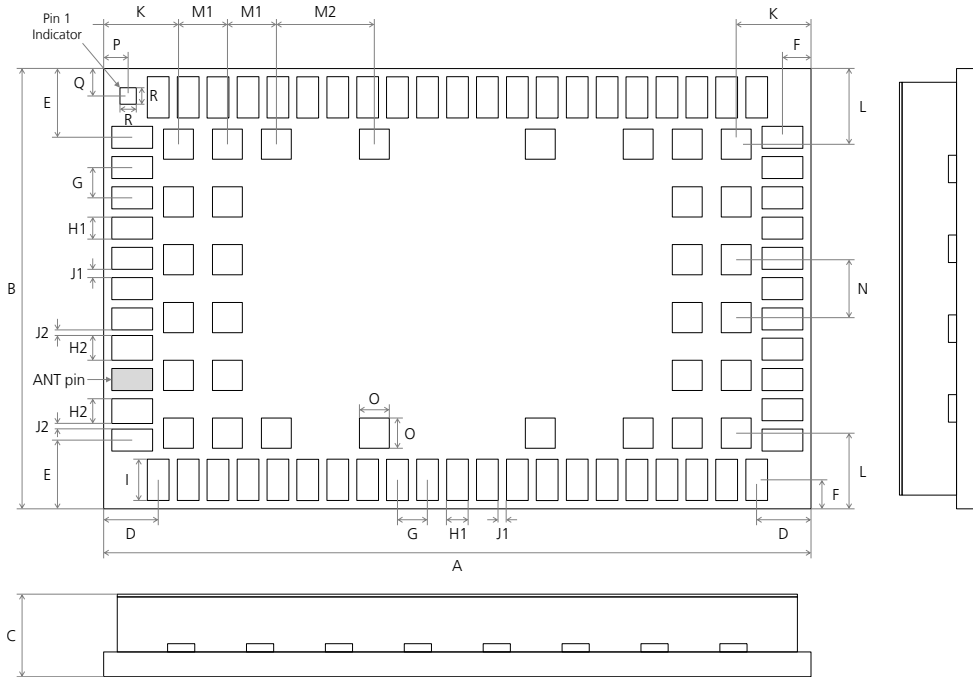 Pin 1
Indicator
K M1 M1 M2 K
P F
Q
E R L
R
G
H1
J1 N
B
J2
H2
ANT pin
O
H2
J2 O
E I L
F
D G H1 J1 D
A
C